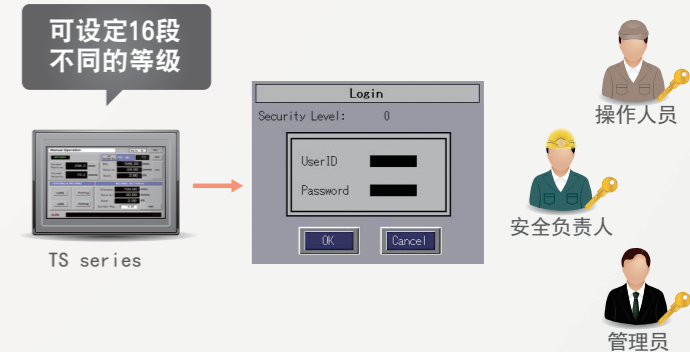 可设定16段
不同的等级
Login
Security Level: 0
UserID
Password
OK
Cancel
TS series
操作人员
安全负责人
管理员